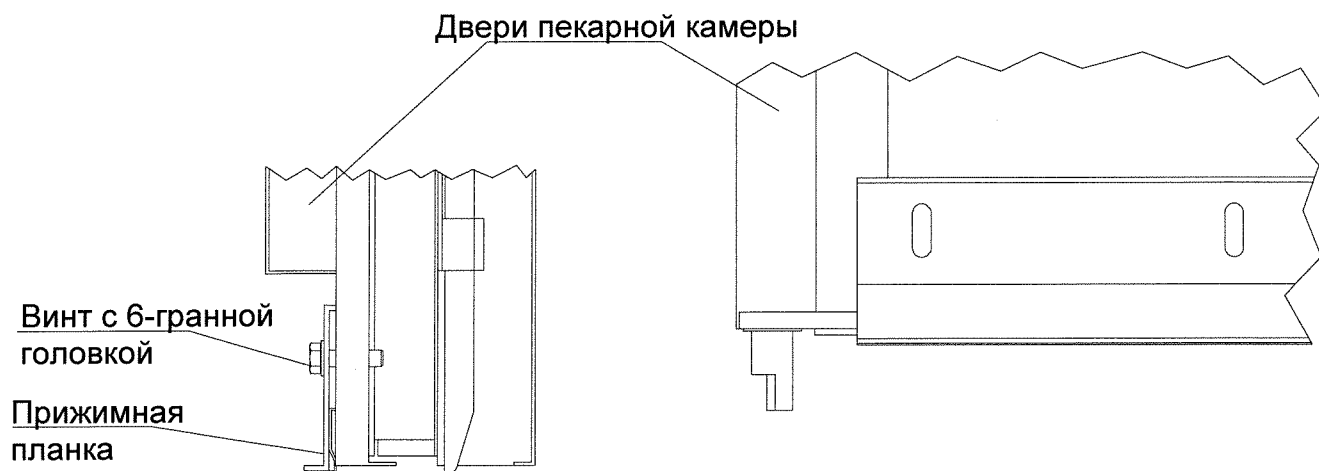 Двери пекарной камеры
Винт с 6-гранной
головкой
Прижимная
планка